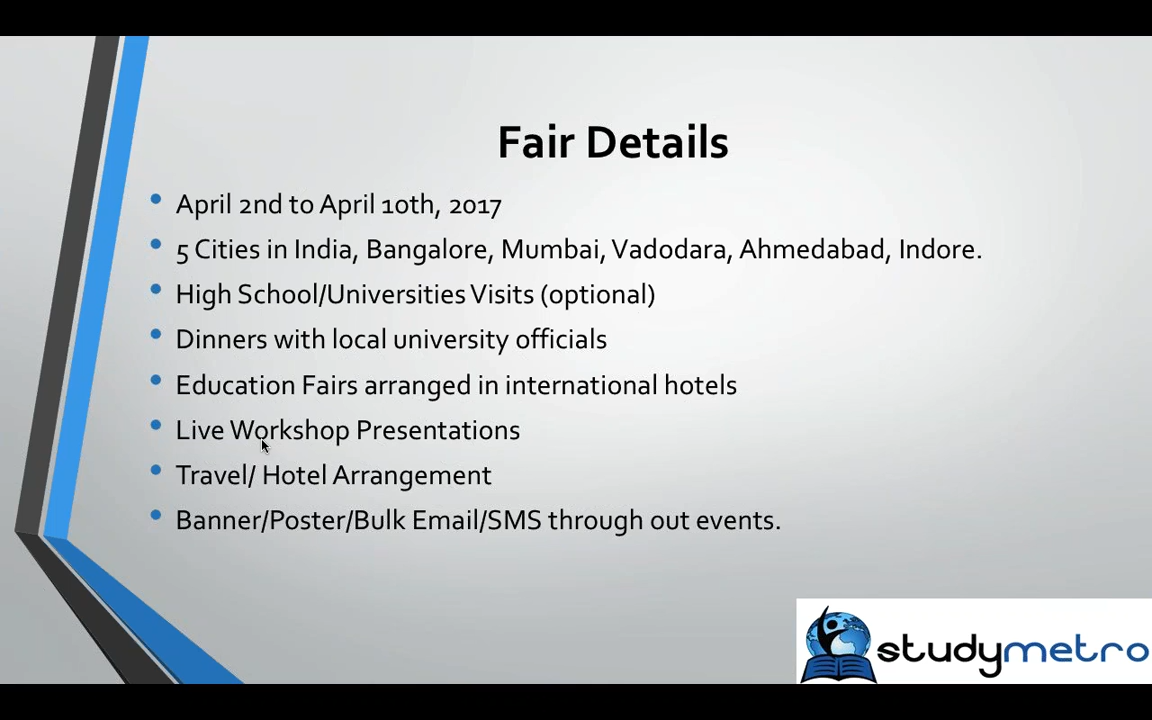 Fair Details
April 2nd to April 10th, 2017
5 Cities in India, Bangalore, Mumbai, Vadodara, Ahmedabad, Indore.
High School/Universities Visits (optional)
Dinners with local university officials
Education Fairs arranged in international hotels
Live Workshop Presentations
Travel/ Hotel Arrangement
Banner/Poster/Bulk Email/SMS through out events.
studymetro